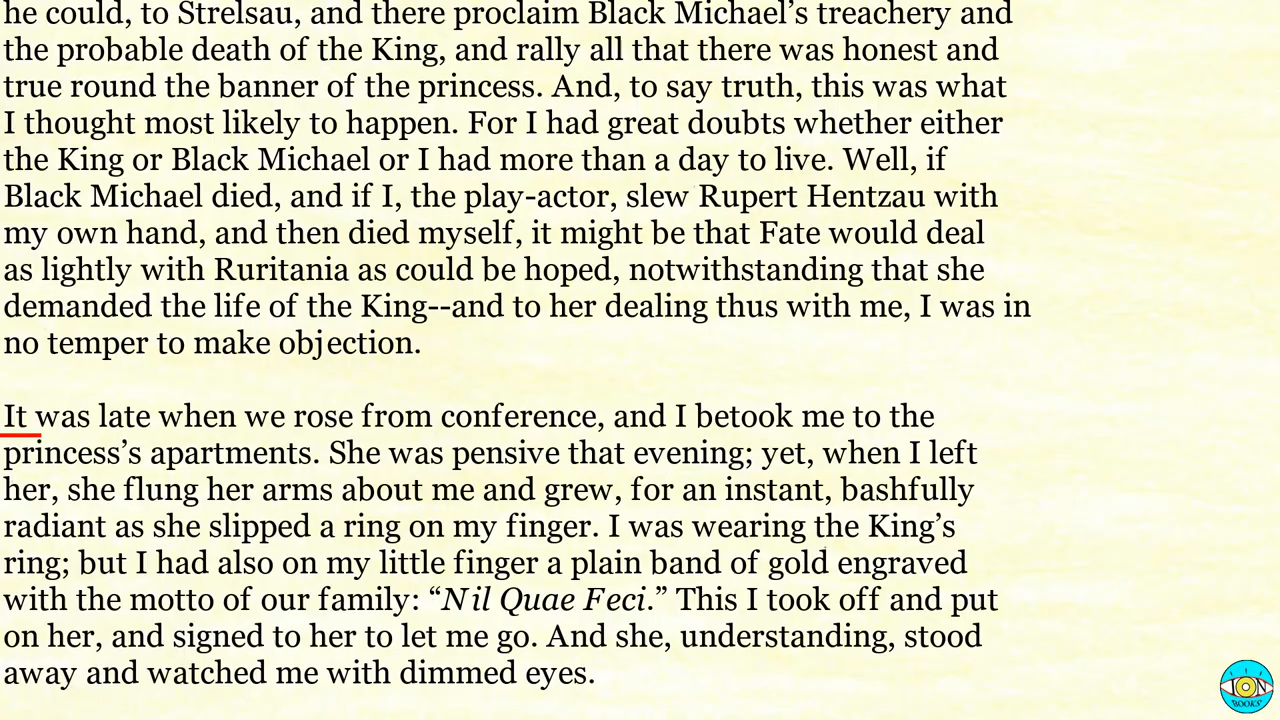 he could, to Strelsau, and there proclaim Black Michael’s treachery and
the probable death of the King, and rally all that there was honest and
true round the banner of the princess. And, to say truth, this was what
I thought most likely to happen. For I had great doubts whether either
the King or Black Michael or I had more than a day to live. Well, if
Black Michael died, and if I, the play-actor, slew Rupert Hentzau with
my own hand, and then died myself, it might be that Fate would deal
as lightly with Ruritania as could be hoped, notwithstanding that she
demanded the life of the King--and to her dealing thus with me, I was in
no temper to make objection.
It was late when we rose from conference, and I betook me to the
princess’s apartments. She was pensive that evening; yet, when I left
her, she flung her arms about me and grew, for an instant, bashfully
radiant as she slipped a ring on my finger. I was wearing the King’s
ring; but I had also on my little finger a plain band of gold engraved
with the motto of our family: “Nil Quae Feci.” This I took off and put
on her, and signed to her to let me go. And she, understanding, stood
away and watched me with dimmed eyes.
ION
BOOKS